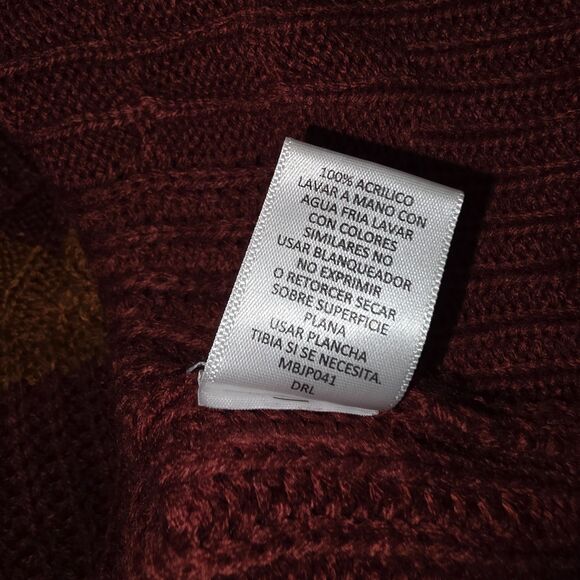 100% ACRILICO
LAVAR A MANO CON
AGUA FRIA LAVAR
CON COLORES
SIMILARES NO
USAR BLANQUEADOR
NO EXPRIMIR
O RETORCER SECAR
SOBRE SUPERFICIE
PLANA
USAR PLANCHA
TIBIA SI SE NECESITA.
MBJP041
DRL